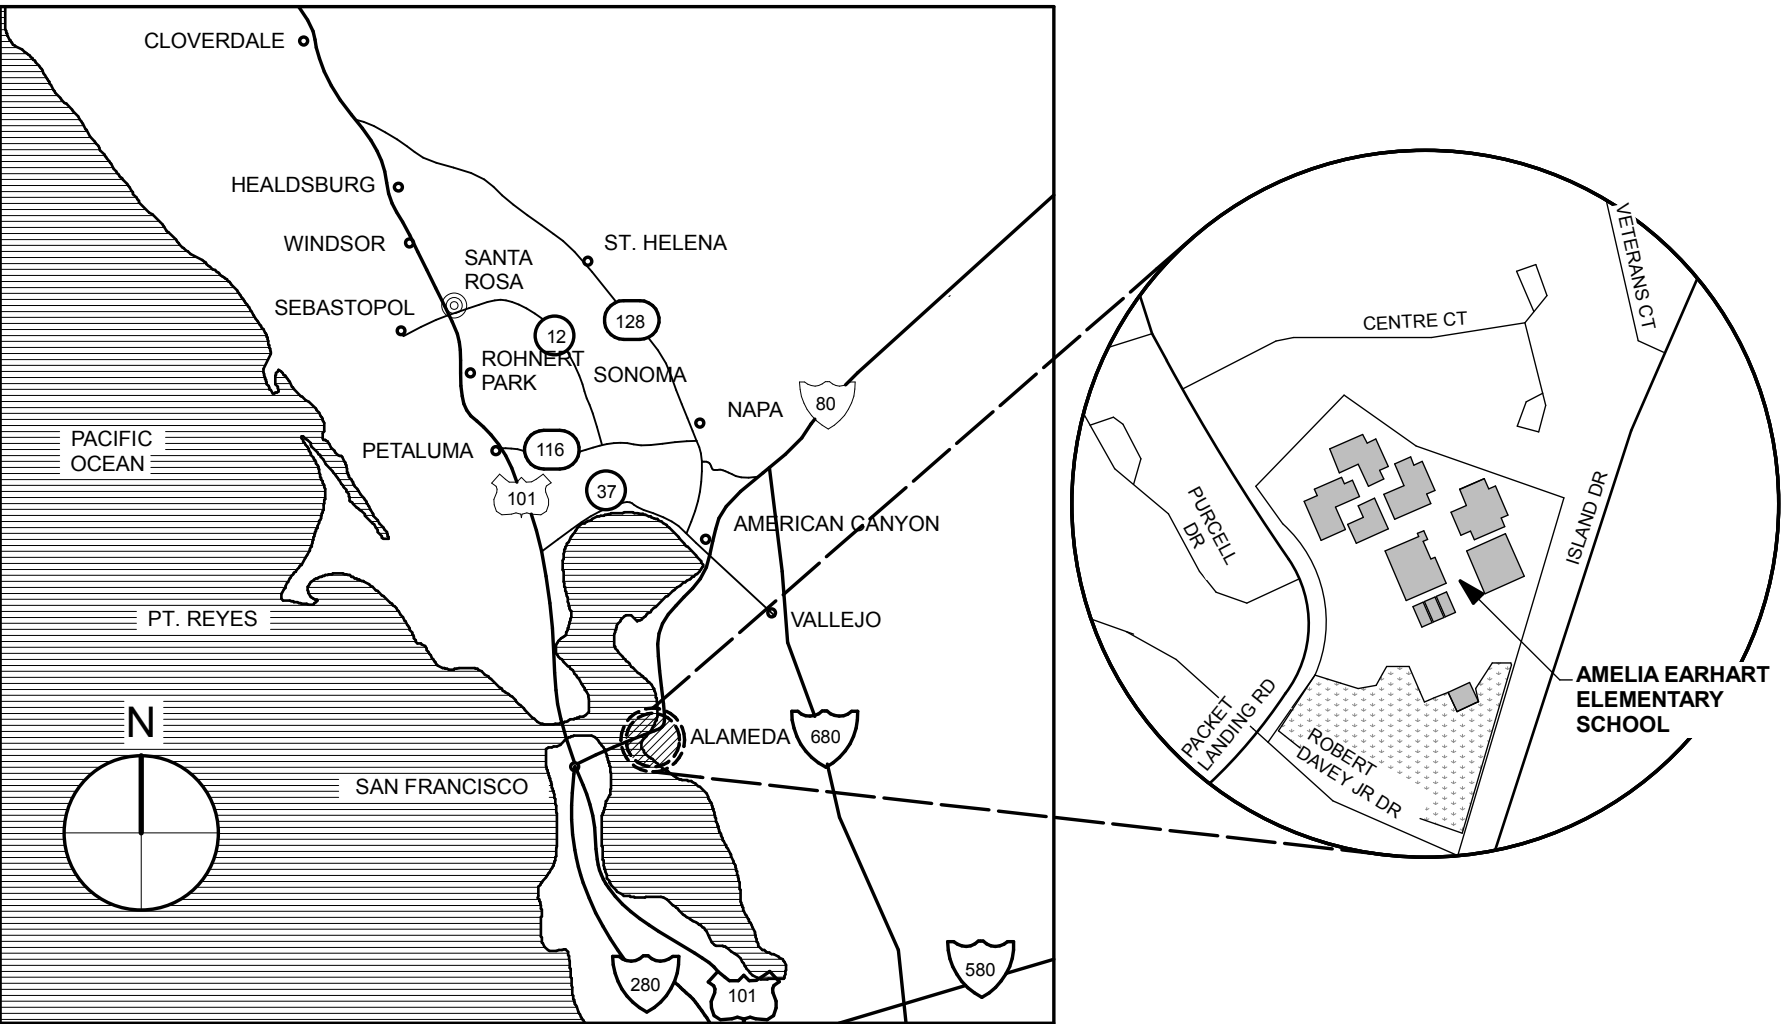 CLOVERDALE
HEALDSBURG
WINDSOR
SANTA
ROSA
ST. HELENA
SEBASTOPOL
12
128
ROHNERT
PARK
SONOMA
NAPA
80
PACIFIC
OCEAN
PETALUMA
116
101
37
AMERICAN CANYON
PT. REYES
VALLEJO
N
ALAMEDA
680
SAN FRANCISCO
280
101
580
VETERANS CT
CENTRE CT
PURCELL
DR
ISLAND DR
PACKET
LANDING RD
ROBERT
DAVEY JR DR
AMELIA EARHART
ELEMENTARY
SCHOOL